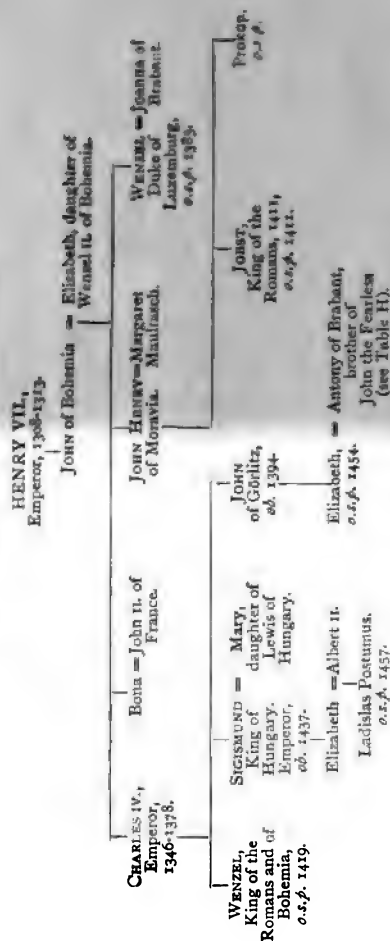 HENRY VII.,
Emperor, 1308-1313.
JOHN of Bohemia = Elizabeth, daughter of
Wenzel II. of Bohemia.
CHARLES IV.,
Emperor,
1346-1378.
Bona = John II. of
France.
JOHN HENRY=Margaret
of Moravia. Maultasch.
WENZEL =Joanna of
Duke of Brabant.
Luxemburg,
o.s.p. 1383.
WENZEL,
King of the
Romans and of
Bohemia,
o.s.p. 1419.
SIGISMUND = Mary,
King of daughter of
Hungary. Lewis of
Emperor, Hungary.
ob. 1437.
JOHN
of Görlitz,
ob. 1394.
JOBST,
King of the
Romans, 1411,
o.s.p. 1411.
Prokop.
o.s.p.
Elizabeth =Albert II.
Elizabeth, = Antony of Brabant,
o.s.p. 1454. brother of
John the Fearless
(see Table H).
Ladislas Postumus.
o.s.p. 1457.